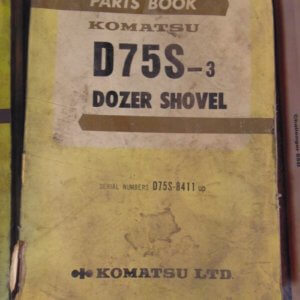 PARTS BOOK
KOMATSU
D75S-3
DOZER SHOVEL
SERIAL NUMBERS D75S-8411 UP
KOMATSU LTD.